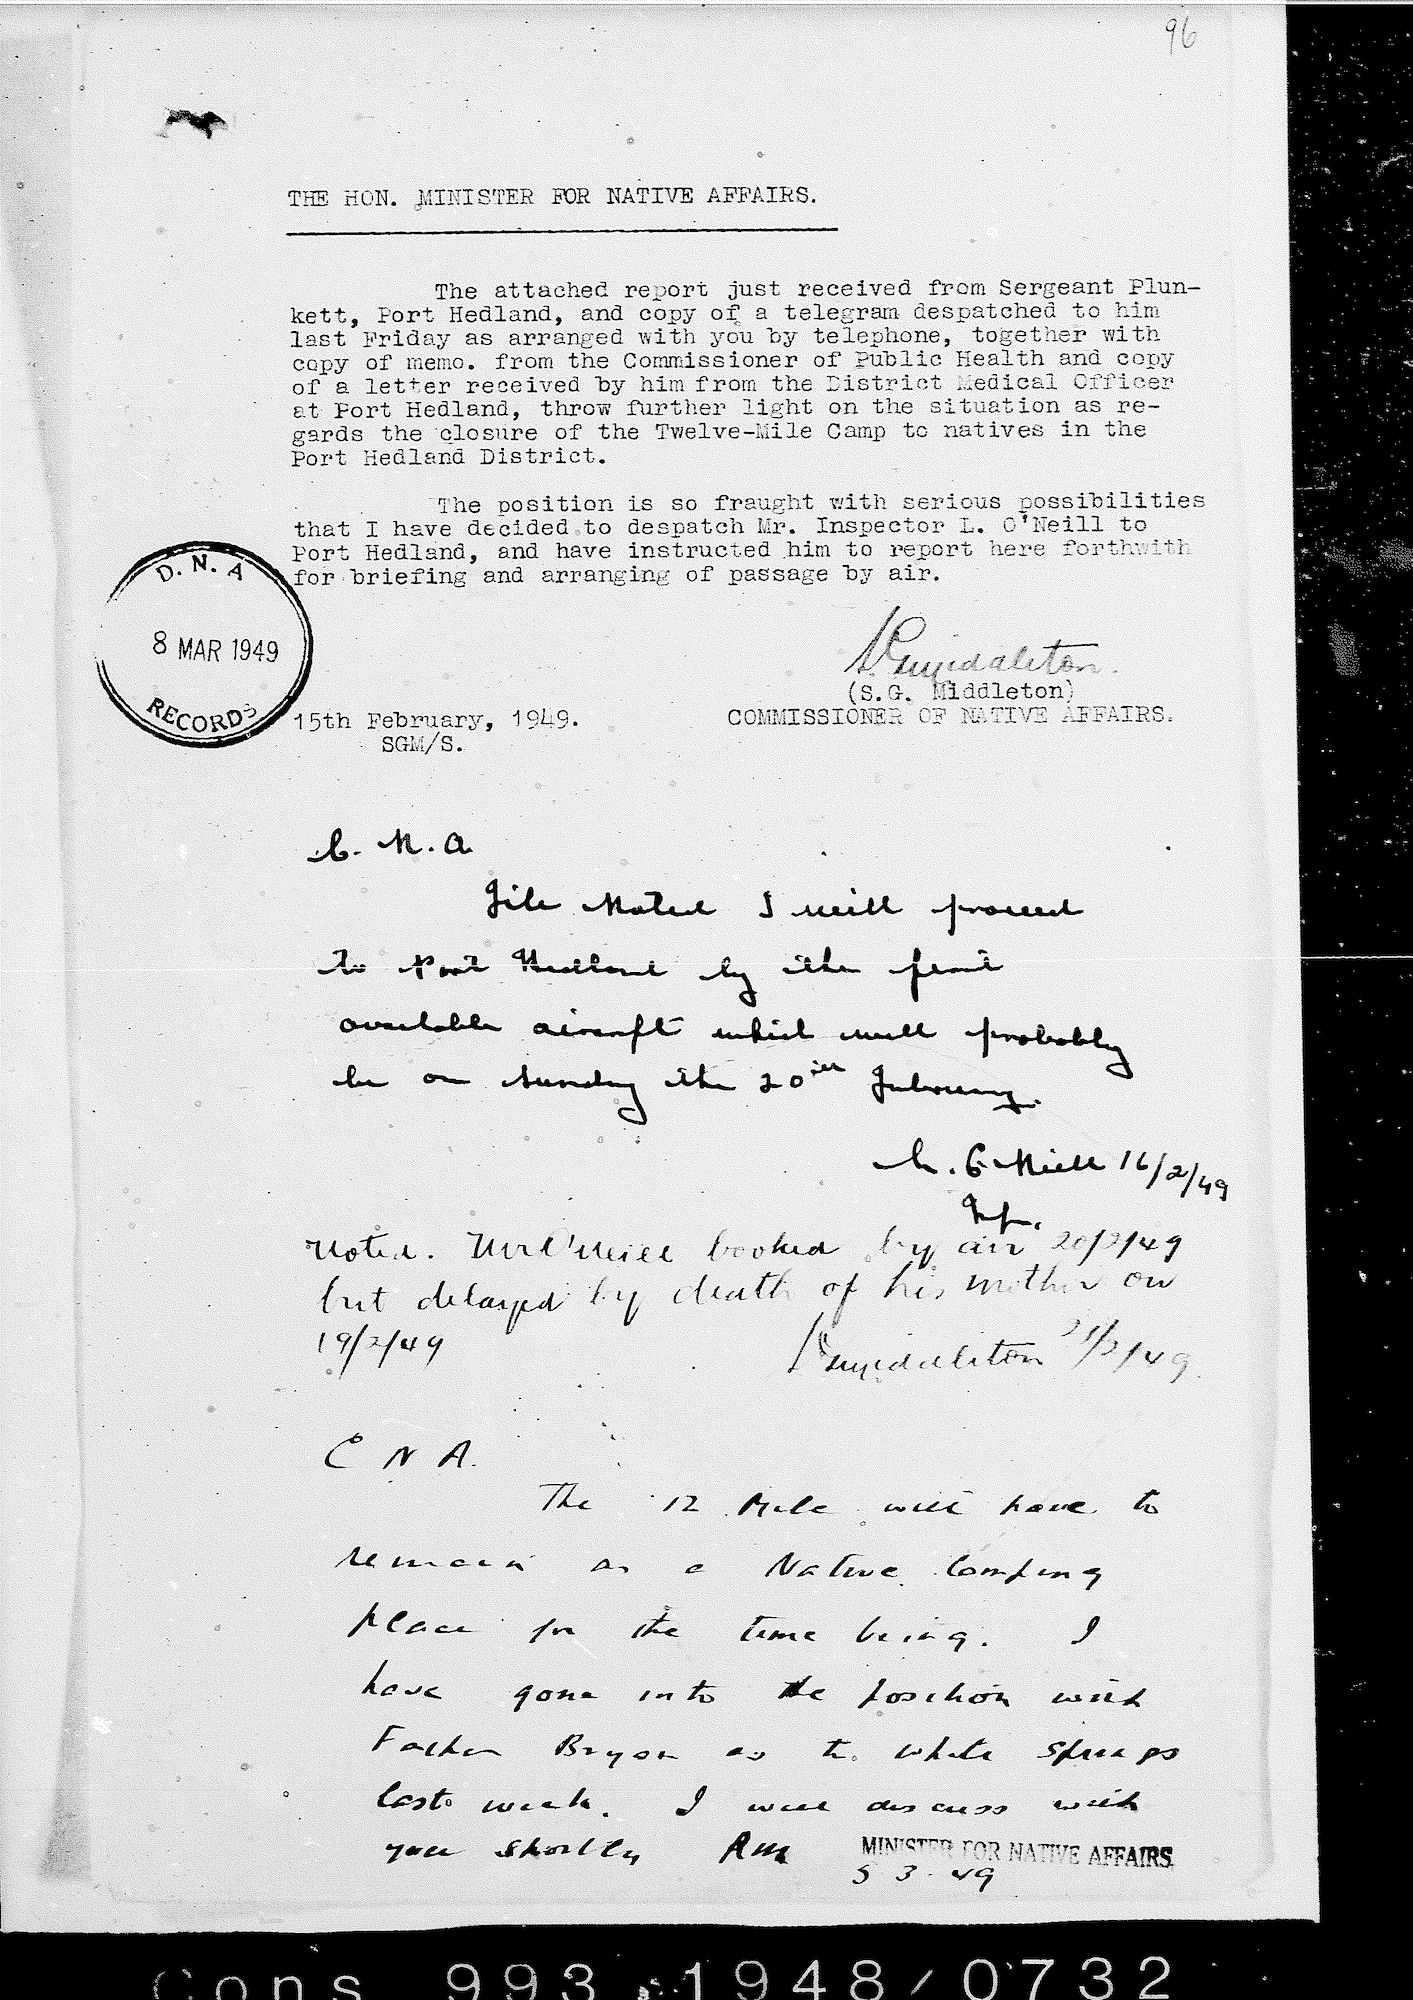 96
THE HON. MINISTER FOR NATIVE AFFAIRS.
The attached report just received from Sergeant Plun-
kett, Port Hedland, and copy of a telegram despatched to him
last Friday as arranged with you by telephone, together with
copy of memo. from the Commissioner of Public Health and copy
of a letter received by him from the District Medical Officer
at Port Hedland, throw further light on the situation as re-
gards the closure of the Twelve-Mile Camp to natives in the
Port Hedland District.
The position is so fraught with serious possibilities
that I have decided to despatch Mr. Inspector L. O'Neill to
Port Hedland, and have instructed him to report here forthwith
for briefing and arranging of passage by air.
D. N. A
8 MAR 1949
RECORDS
SGMiddleton.
(S.G. Middleton)
COMMISSIONER OF NATIVE AFFAIRS.
15th February, 1949.
SGM/S.
C. N. A.
File Noted I will proceed
to Port Hedland by the first
available aircraft which will probably
be on Sunday the 20th February.
L. O'Neill 16/2/49
Insp.
Noted. Mr O'Neill booked by air 20/2/49
but delayed by death of his mother on
19/2/49
SGMiddleton 21/2/49.
C N A.
The 12 Mile will have to
remain as a Native Camping
place for the time being. I
have gone into the position with
Father Bryan as to White Springs
last week. I will discuss with
you shortly RM MINISTER FOR NATIVE AFFAIRS
5 3 - 49
Cons 993 1948/0732